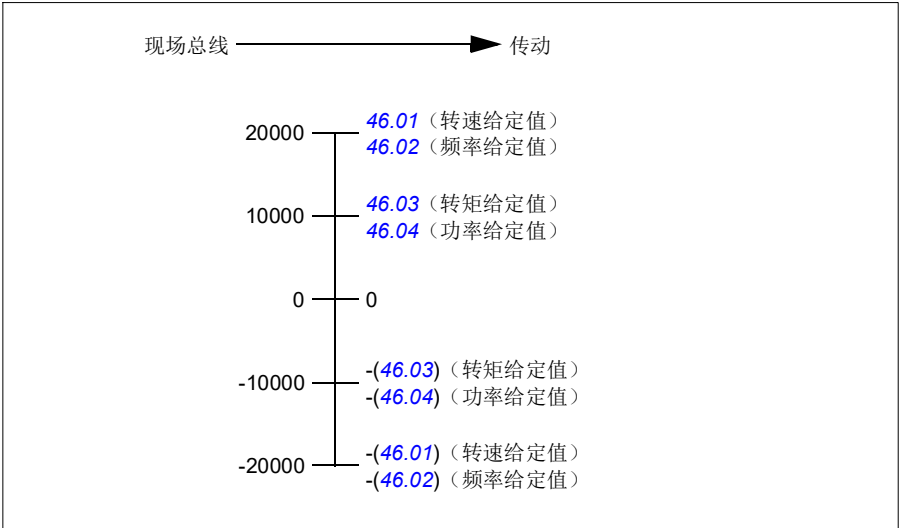 现场总线 传动
46.01（转速给定值）
20000
46.02（频率给定值）
46.03（转矩给定值）
10000
46.04（功率给定值）
0 0
-(46.03)（转矩给定值）
-10000
-(46.04)（功率给定值）
-(46.01)（转速给定值）
-20000
-(46.02)（频率给定值）